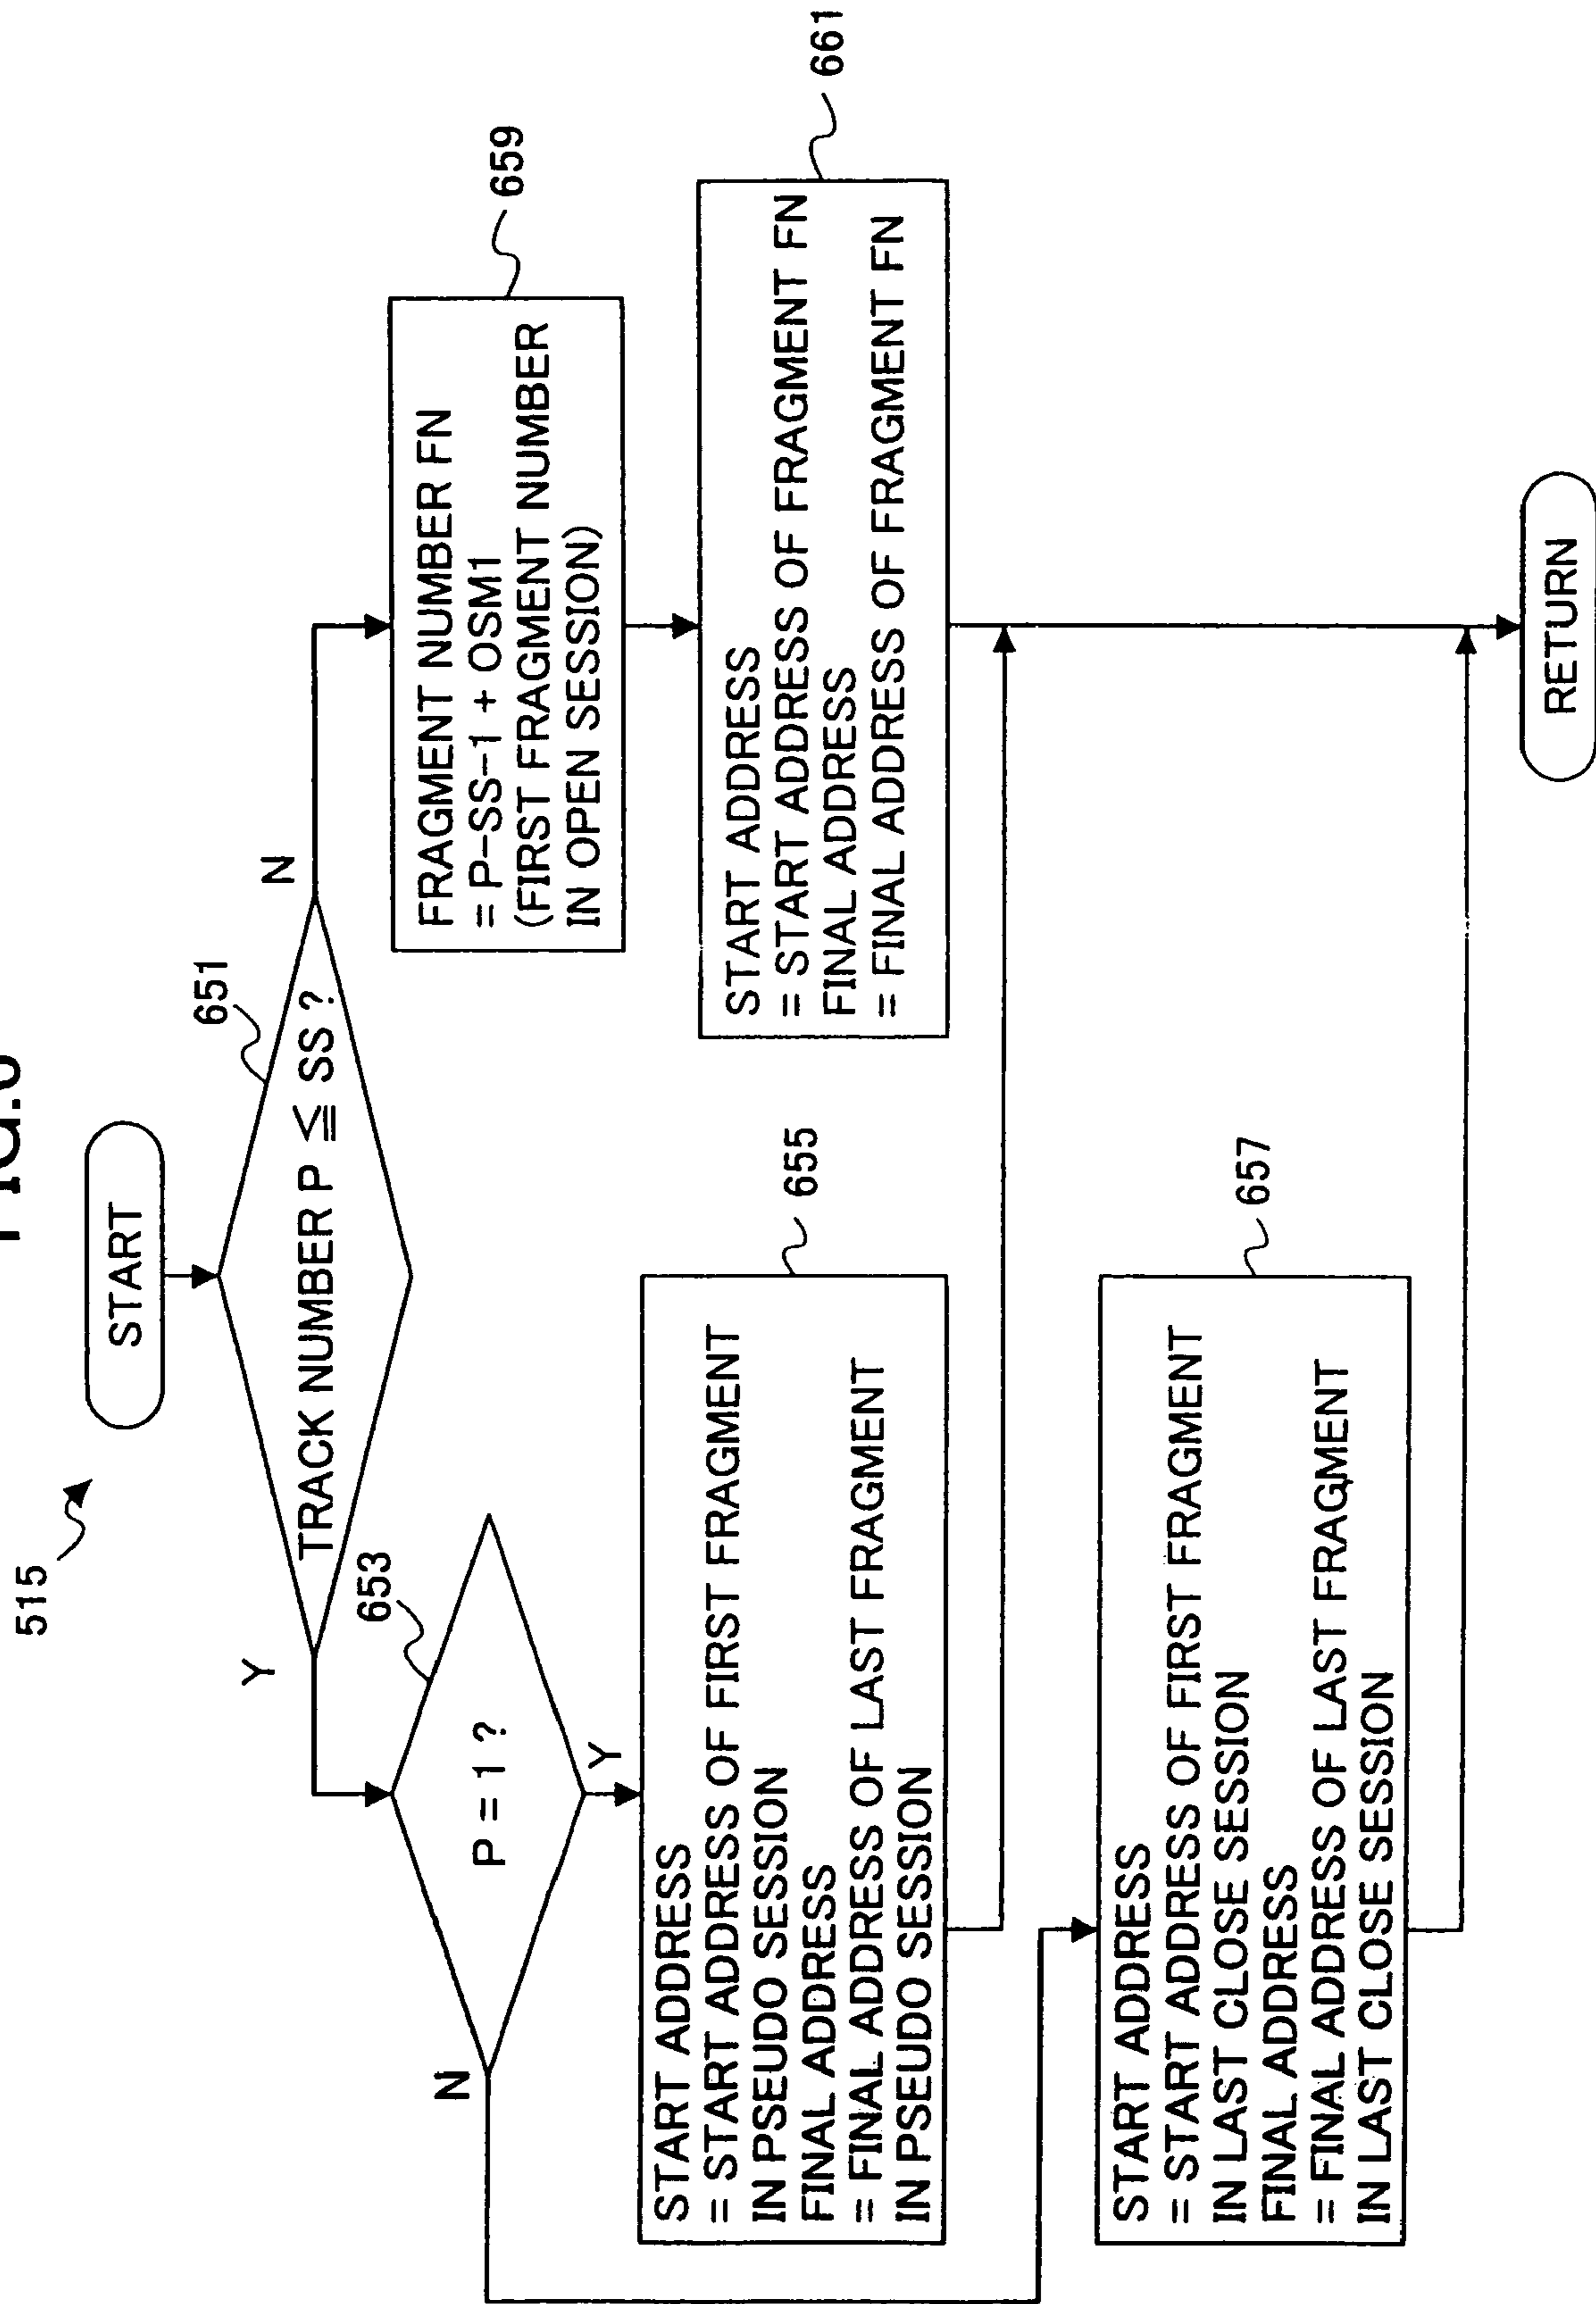 515
START
651
TRACK NUMBER P ≦ SS ?
Y
N
653
P = 1 ?
N
Y
659
FRAGMENT NUMBER FN
= P-SS-1 + OSM1
(FIRST FRAGMENT NUMBER
IN OPEN SESSION)
655
START ADDRESS
= START ADDRESS OF FIRST FRAGMENT
IN PSEUDO SESSION
FINAL ADDRESS
= FINAL ADDRESS OF LAST FRAGMENT
IN PSEUDO SESSION
661
START ADDRESS
= START ADDRESS OF FRAGMENT FN
FINAL ADDRESS
= FINAL ADDRESS OF FRAGMENT FN
657
START ADDRESS
= START ADDRESS OF FIRST FRAGMENT
IN LAST CLOSE SESSION
FINAL ADDRESS
= FINAL ADDRESS OF LAST FRAGMENT
IN LAST CLOSE SESSION
RETURN